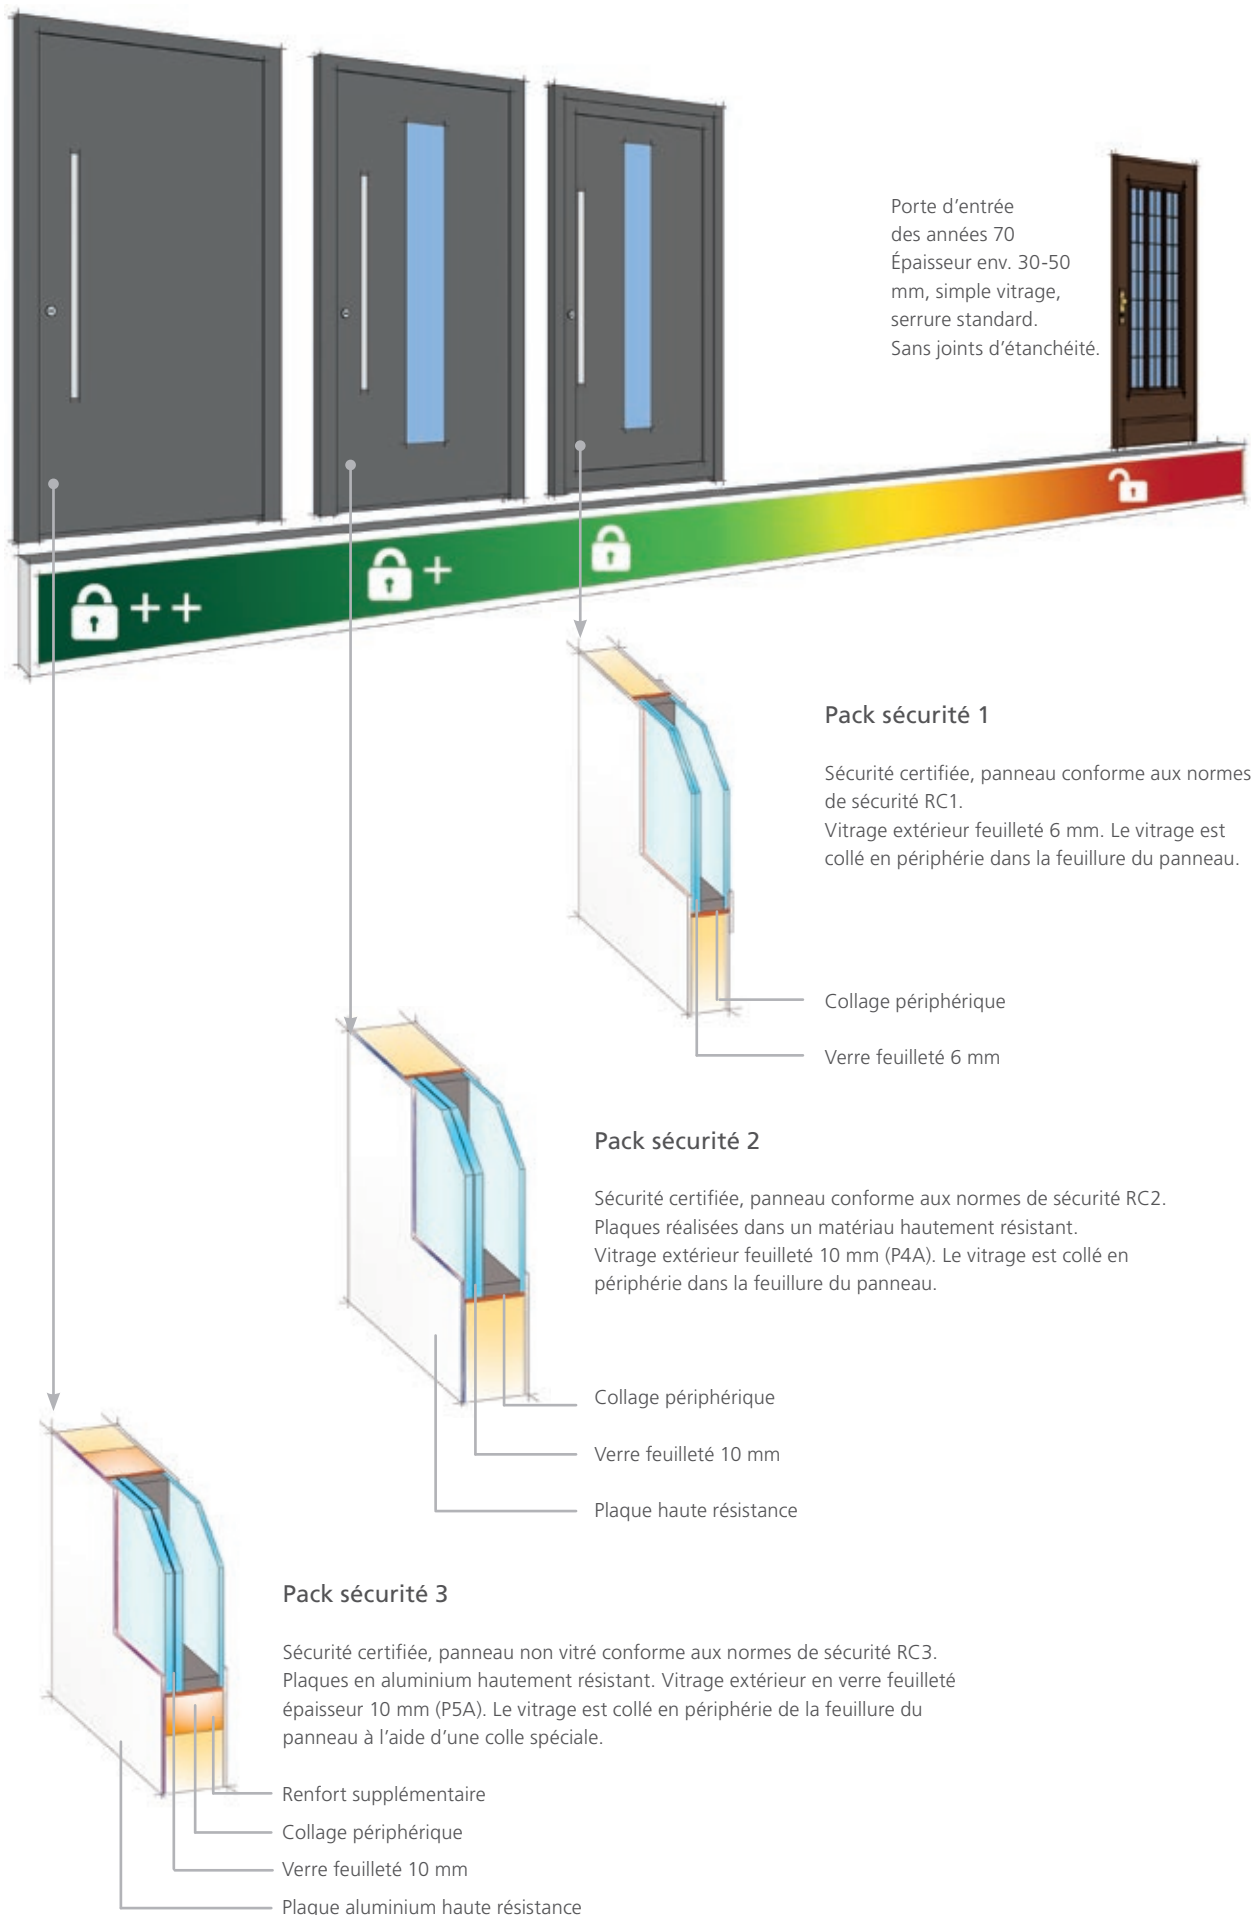 Porte d’entrée
des années 70
Épaisseur env. 30-50
mm, simple vitrage,
serrure standard.
Sans joints d’étanchéité.
++
+
Pack sécurité 1
Sécurité certifiée, panneau conforme aux normes
de sécurité RC1.
Vitrage extérieur feuilleté 6 mm. Le vitrage est
collé en périphérie dans la feuillure du panneau.
Collage périphérique
Verre feuilleté 6 mm
Pack sécurité 2
Sécurité certifiée, panneau conforme aux normes de sécurité RC2.
Plaques réalisées dans un matériau hautement résistant.
Vitrage extérieur feuilleté 10 mm (P4A). Le vitrage est collé en
périphérie dans la feuillure du panneau.
Collage périphérique
Verre feuilleté 10 mm
Plaque haute résistance
Pack sécurité 3
Sécurité certifiée, panneau non vitré conforme aux normes de sécurité RC3.
Plaques en aluminium hautement résistant. Vitrage extérieur en verre feuilleté
épaisseur 10 mm (P5A). Le vitrage est collé en périphérie de la feuillure du
panneau à l’aide d’une colle spéciale.
Renfort supplémentaire
Collage périphérique
Verre feuilleté 10 mm
Plaque aluminium haute résistance